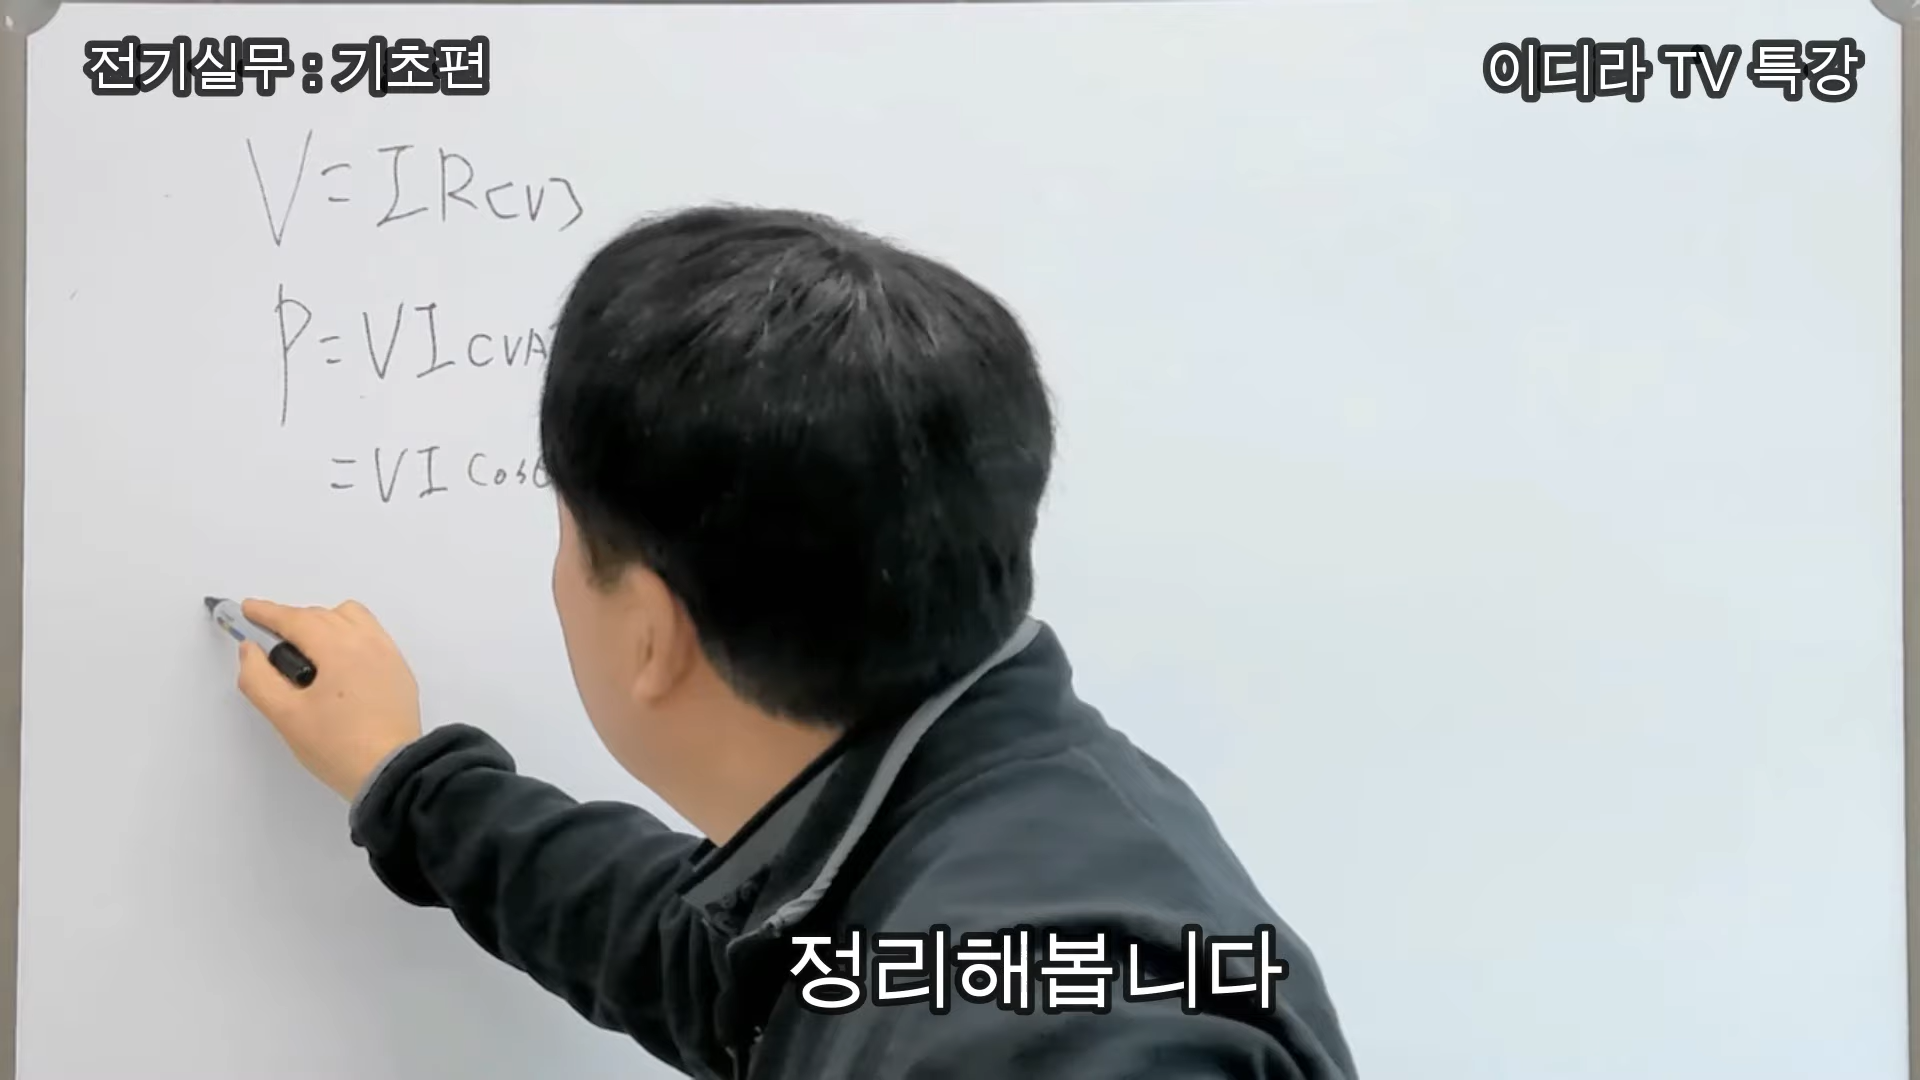 전기실무 : 기초편
이디라 TV 특강
V=IR[V]
P=VI[VA
=VI cosθ
정리해봅니다